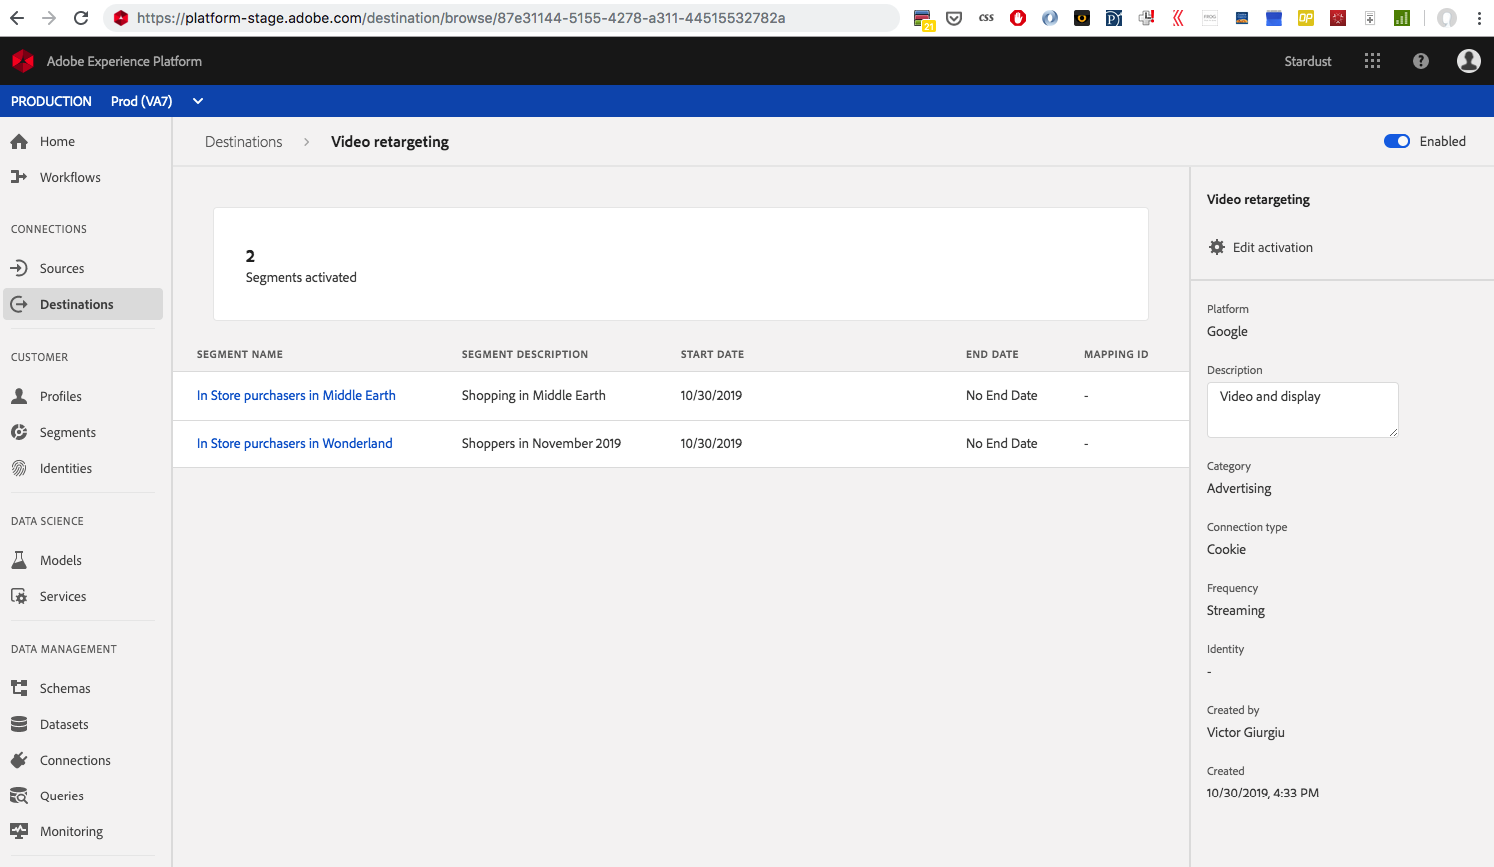 https://platform-stage.adobe.com/destination/browse/87e31144-5155-4278-a311-44515532782a
21
CSS
OP
Adobe Experience Platform
Stardust
PRODUCTION Prod (VA7)
Home
Workflows
CONNECTIONS
Sources
Destinations
CUSTOMER
Profiles
Segments
Identities
DATA SCIENCE
Models
Services
DATA MANAGEMENT
Schemas
Datasets
Connections
Queries
Monitoring
Destinations > Video retargeting
Enabled
2
Segments activated
SEGMENT NAME SEGMENT DESCRIPTION START DATE END DATE MAPPING ID
In Store purchasers in Middle Earth Shopping in Middle Earth 10/30/2019 No End Date -
In Store purchasers in Wonderland Shoppers in November 2019 10/30/2019 No End Date -
Video retargeting
Edit activation
Platform
Google
Description
Video and display
Category
Advertising
Connection type
Cookie
Frequency
Streaming
Identity
-
Created by
Victor Giurgiu
Created
10/30/2019, 4:33 PM